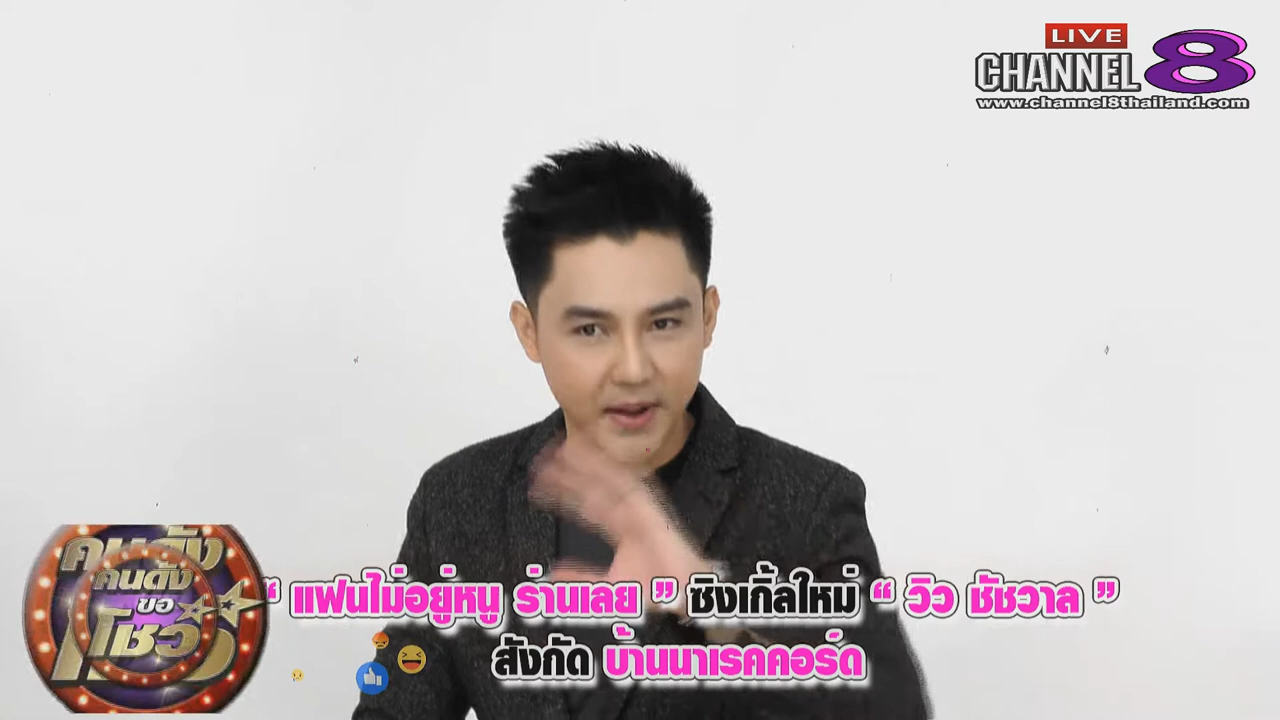 LIVE
CHANNEL 8
www.channel8thailand.com
คนดัง
คนดัง
ขอ
โชว์
“ แฟนไม่อยู่หนู ร่านเลย ” ซิงเกิ้ลใหม่ “ วิว ชัชวาล ”
สังกัด บ้านนาเรคคอร์ด